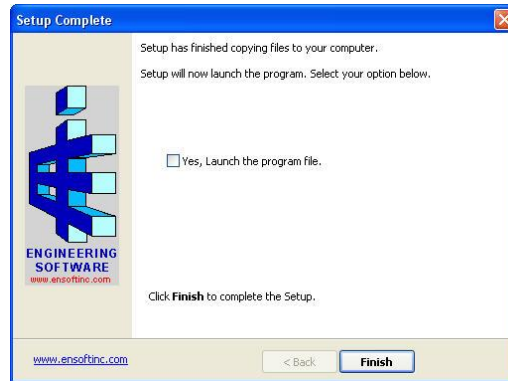 Setup Complete
Setup has finished copying files to your computer.
Setup will now launch the program. Select your option below.
Yes, Launch the program file.
ENGINEERING
SOFTWARE
www.ensoftinc.com
Click Finish to complete the Setup.
www.ensoftinc.com
< Back
Finish